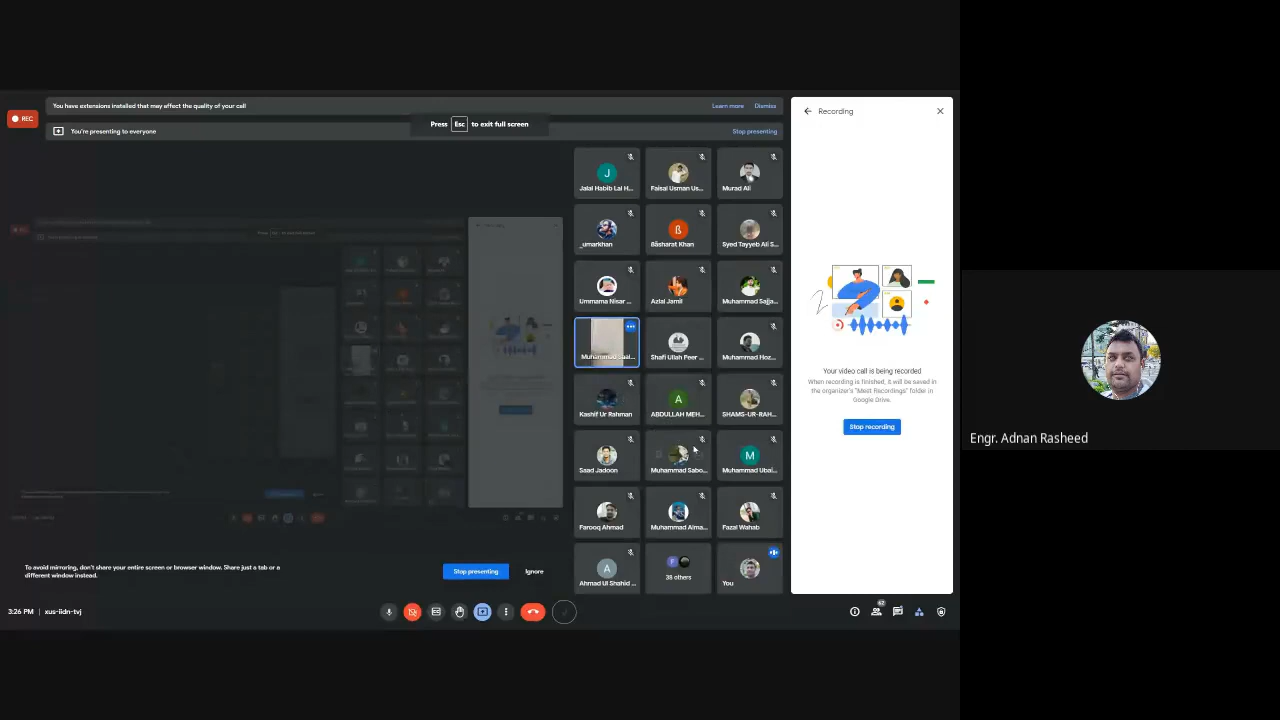 You have extensions installed that may effect the quality of your call
Learn more
Dismiss
REC
You're presenting to everyone
Press Esc to exit full screen
Stop presenting
Jalal Habib Lal H...
Faisal Usman Us...
Murad Ali
_umarkhan
Bāsharat Khan
Syed Tayyeb Ali S...
Ummama Nisar ...
Azlal Jamil
Muhammad Sajja...
Shafi Ullah Peer ...
Muhammad Hoz...
Kashif Ur Rahman
ABDULLAH MEH...
SHAMS-UR-RAH...
Saad Jadoon
Muhammad Sabo...
Muhammad Ubai...
Farooq Ahmad
Muhammad Alma...
Fazal Wahab
Ahmad Ul Shahid ...
38 others
You
Recording
Your video call is being recorded
When recording is finished, it will be saved in
the organizer's "Meet Recordings" folder in
Google Drive.
Stop recording
To avoid mirroring, don't share your entire screen or browser window. Share just a tab or a
different window instead.
Stop presenting
Ignore
3:26 PM | xus-iidn-tvj
62
Engr. Adnan Rasheed